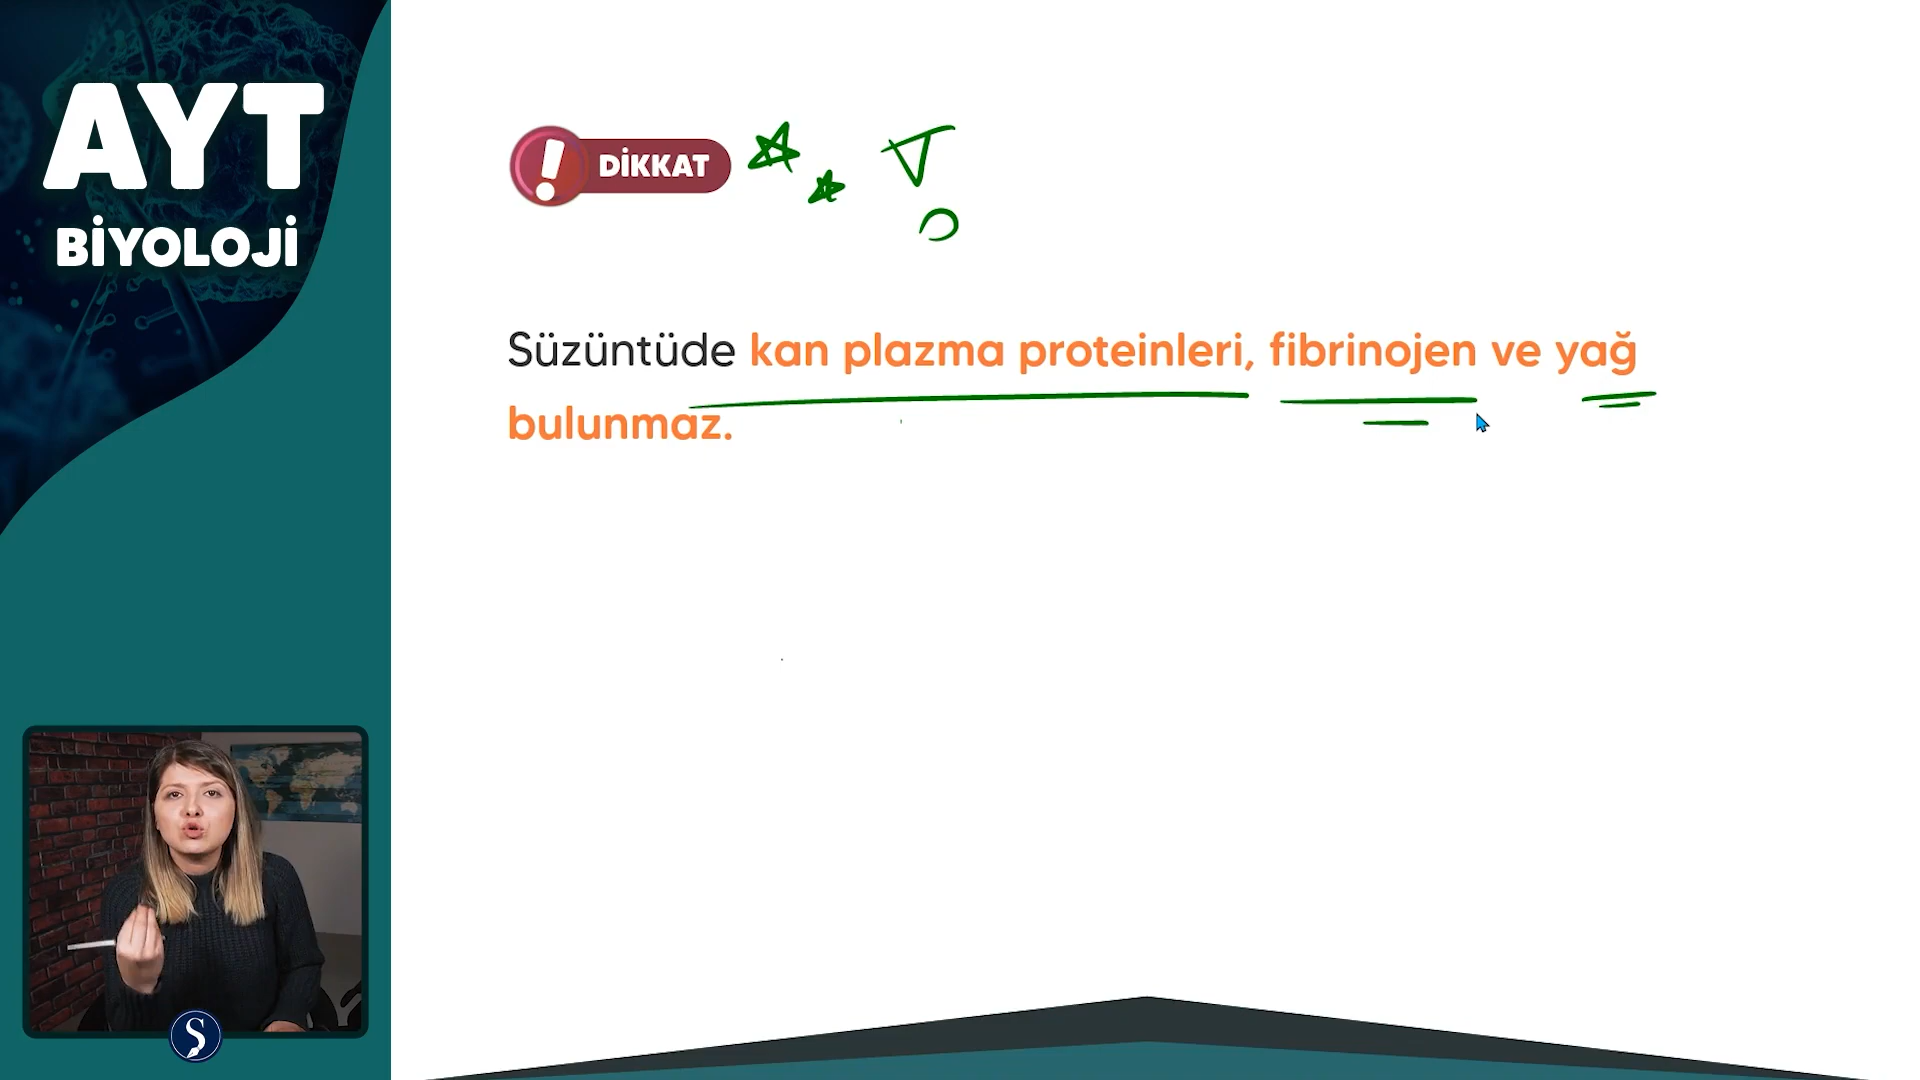 AYT
BİYOLOJİ
! DİKKAT
Süzüntüde kan plazma proteinleri, fibrinojen ve yağ
bulunmaz.
S